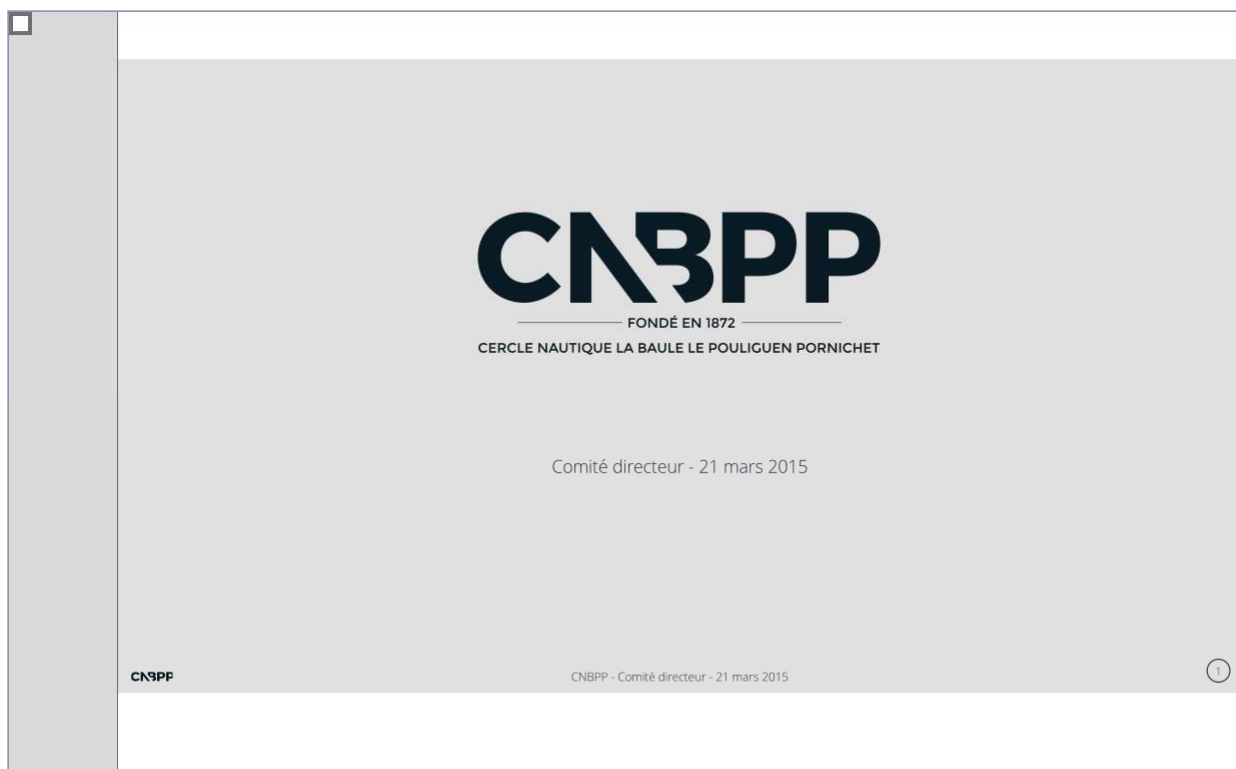 CNBPP
FONDÉ EN 1872
CERCLE NAUTIQUE LA BAULE LE POULIGUEN PORNICHET
Comité directeur - 21 mars 2015
CNBPP
CNBPP - Comité directeur - 21 mars 2015
1